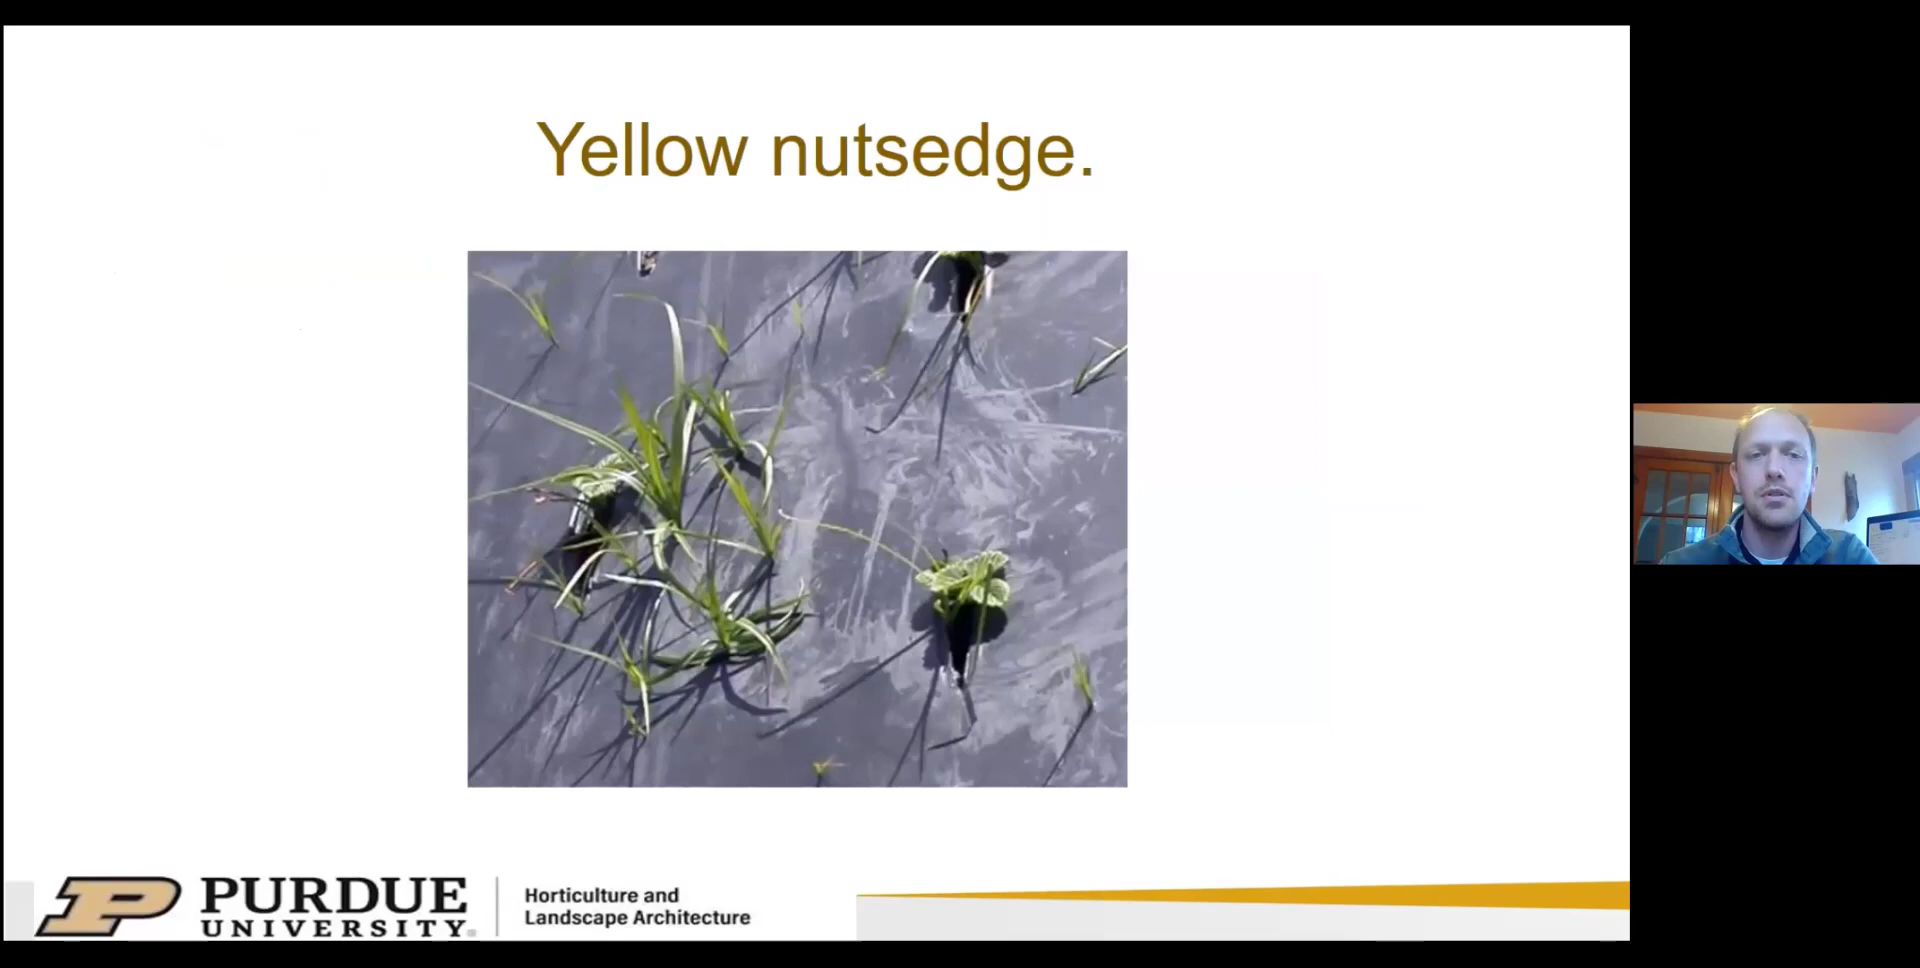 Yellow nutsedge.
PURDUE
UNIVERSITY®
Horticulture and
Landscape Architecture